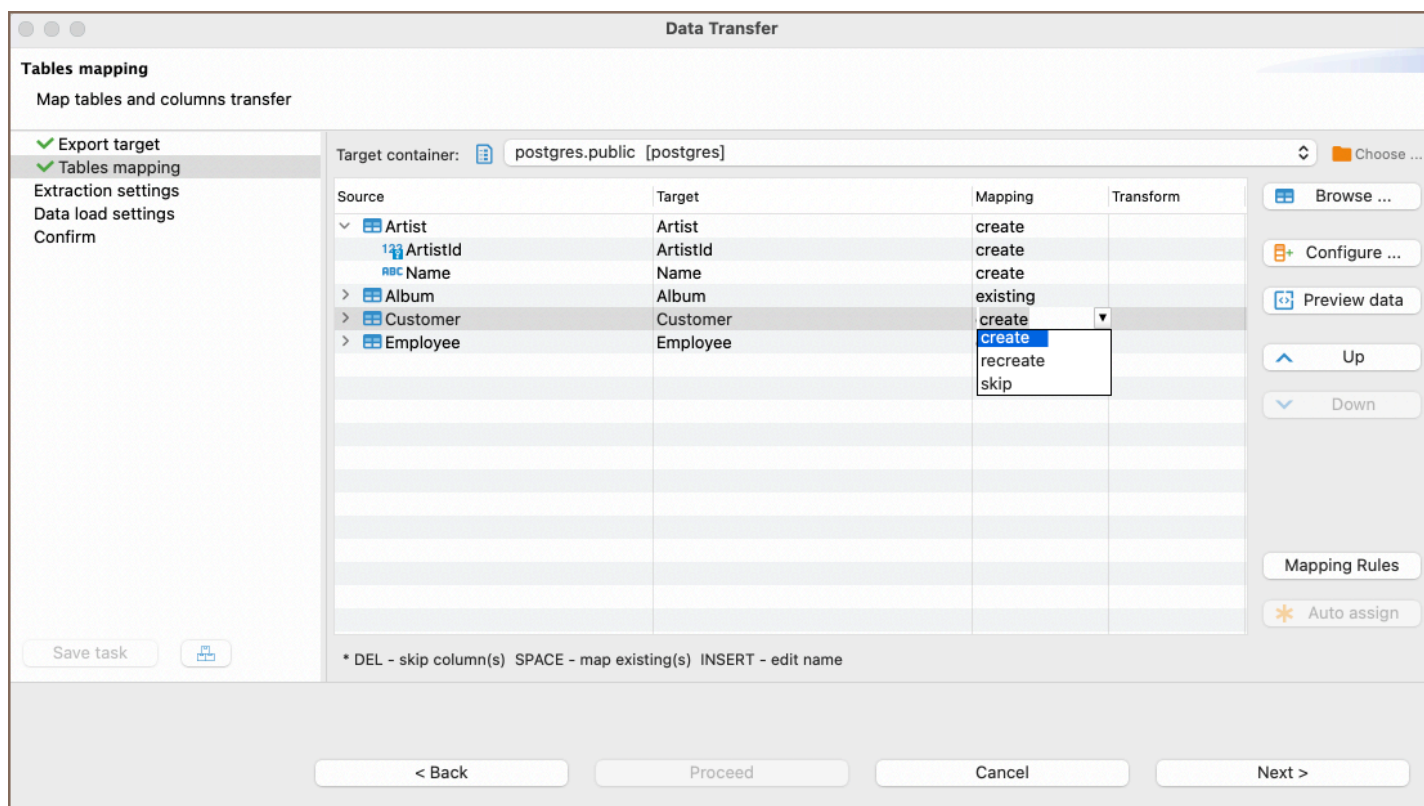 Data Transfer
Tables mapping
Map tables and columns transfer
Export target
Tables mapping
Extraction settings
Data load settings
Confirm
Save task
Target container: postgres.public [postgres] Choose ...
Source Target Mapping Transform
Artist Artist create
123 ArtistId ArtistId create
ABC Name Name create
Album Album existing
Customer Customer create
Employee Employee
create
recreate
skip
Browse ...
Configure ...
Preview data
Up
Down
Mapping Rules
Auto assign
* DEL - skip column(s) SPACE - map existing(s) INSERT - edit name
< Back Proceed Cancel Next >